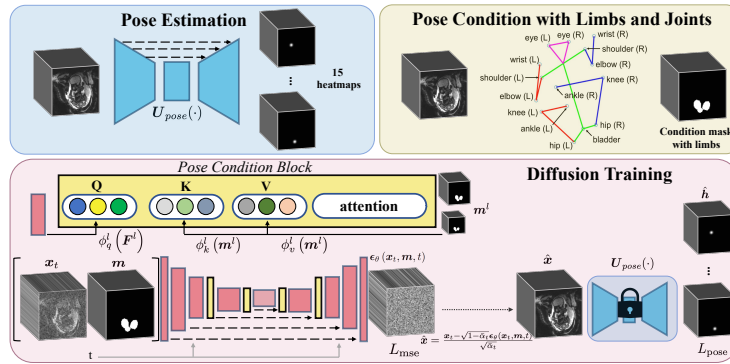 Pose Estimation
U_pose(·)
15
heatmaps
Pose Condition with Limbs and Joints
eye (L)
eye (R)
wrist (R)
wrist (L)
shoulder (R)
shoulder (L)
elbow (R)
knee (R)
elbow (L)
ankle (R)
knee (L)
ankle (L)
hip (R)
hip (L)
bladder
Condition mask
with limbs
Pose Condition Block
Diffusion Training
Q
K
V
attention
m^l
ϕ_q^l (F^l)
ϕ_k^l (m^l)
ϕ_v^l (m^l)
x_t
m
ϵ_θ (x_t, m, t)
x̂
U_pose(·)
ĥ
t
L_mse
x̂ = (x_t − √(1−ᾱ_t) ϵ_θ(x_t, m, t)) / √ᾱ_t
L_pose